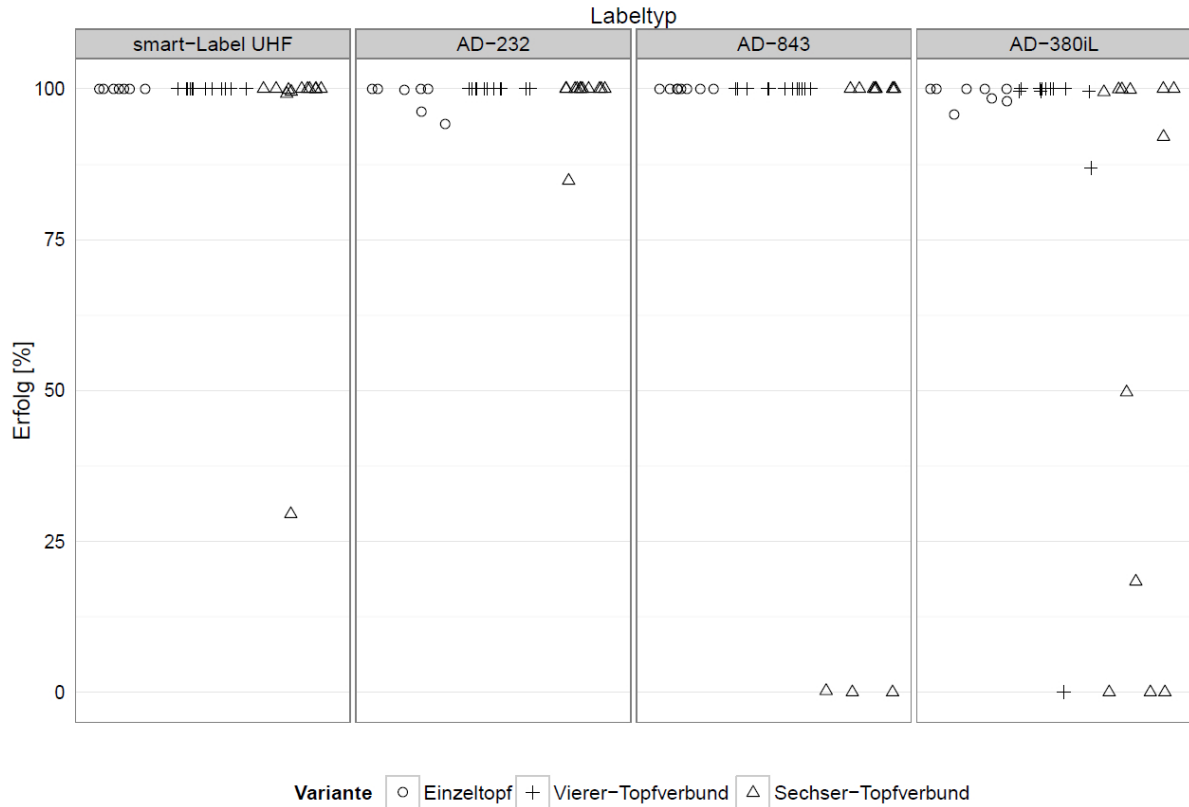 Labeltyp
smart−Label UHF AD−232 AD−843 AD−380iL
100
75
50
25
0
Erfolg [%]
Variante Einzeltopf Vierer−Topfverbund Sechser−Topfverbund